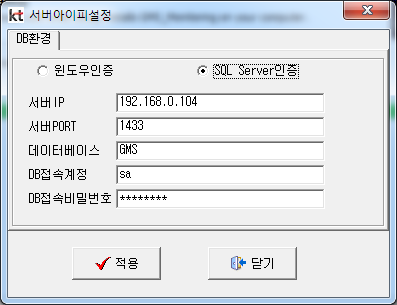 kt 서버아이피설정
DB환경
윈도우인증
SQL Server인증
서버IP 192.168.0.104
서버PORT 1433
데이터베이스 GMS
DB접속계정 sa
DB접속비밀번호 ********
적용
닫기